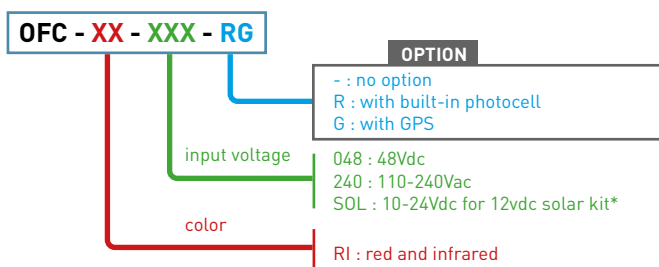 OFC - XX - XXX - RG
OPTION
- : no option
R : with built-in photocell
G : with GPS
input voltage
048 : 48Vdc
240 : 110-240Vac
SOL : 10-24Vdc for 12vdc solar kit*
color
RI : red and infrared